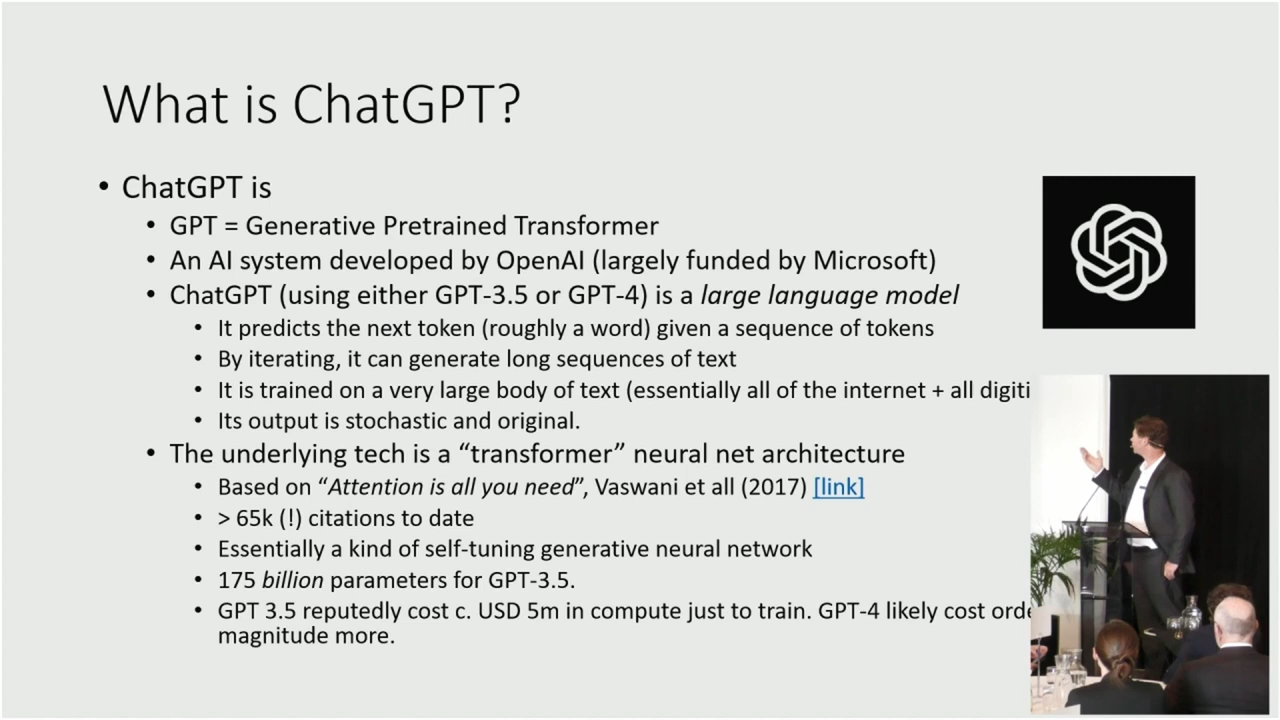 What is ChatGPT?
• ChatGPT is
• GPT = Generative Pretrained Transformer
• An AI system developed by OpenAI (largely funded by Microsoft)
• ChatGPT (using either GPT-3.5 or GPT-4) is a large language model
• It predicts the next token (roughly a word) given a sequence of tokens
• By iterating, it can generate long sequences of text
• It is trained on a very large body of text (essentially all of the internet + all digiti
• Its output is stochastic and original.
• The underlying tech is a “transformer” neural net architecture
• Based on “Attention is all you need”, Vaswani et all (2017) [link]
• > 65k (!) citations to date
• Essentially a kind of self-tuning generative neural network
• 175 billion parameters for GPT-3.5.
• GPT 3.5 reputedly cost c. USD 5m in compute just to train. GPT-4 likely cost orde
magnitude more.